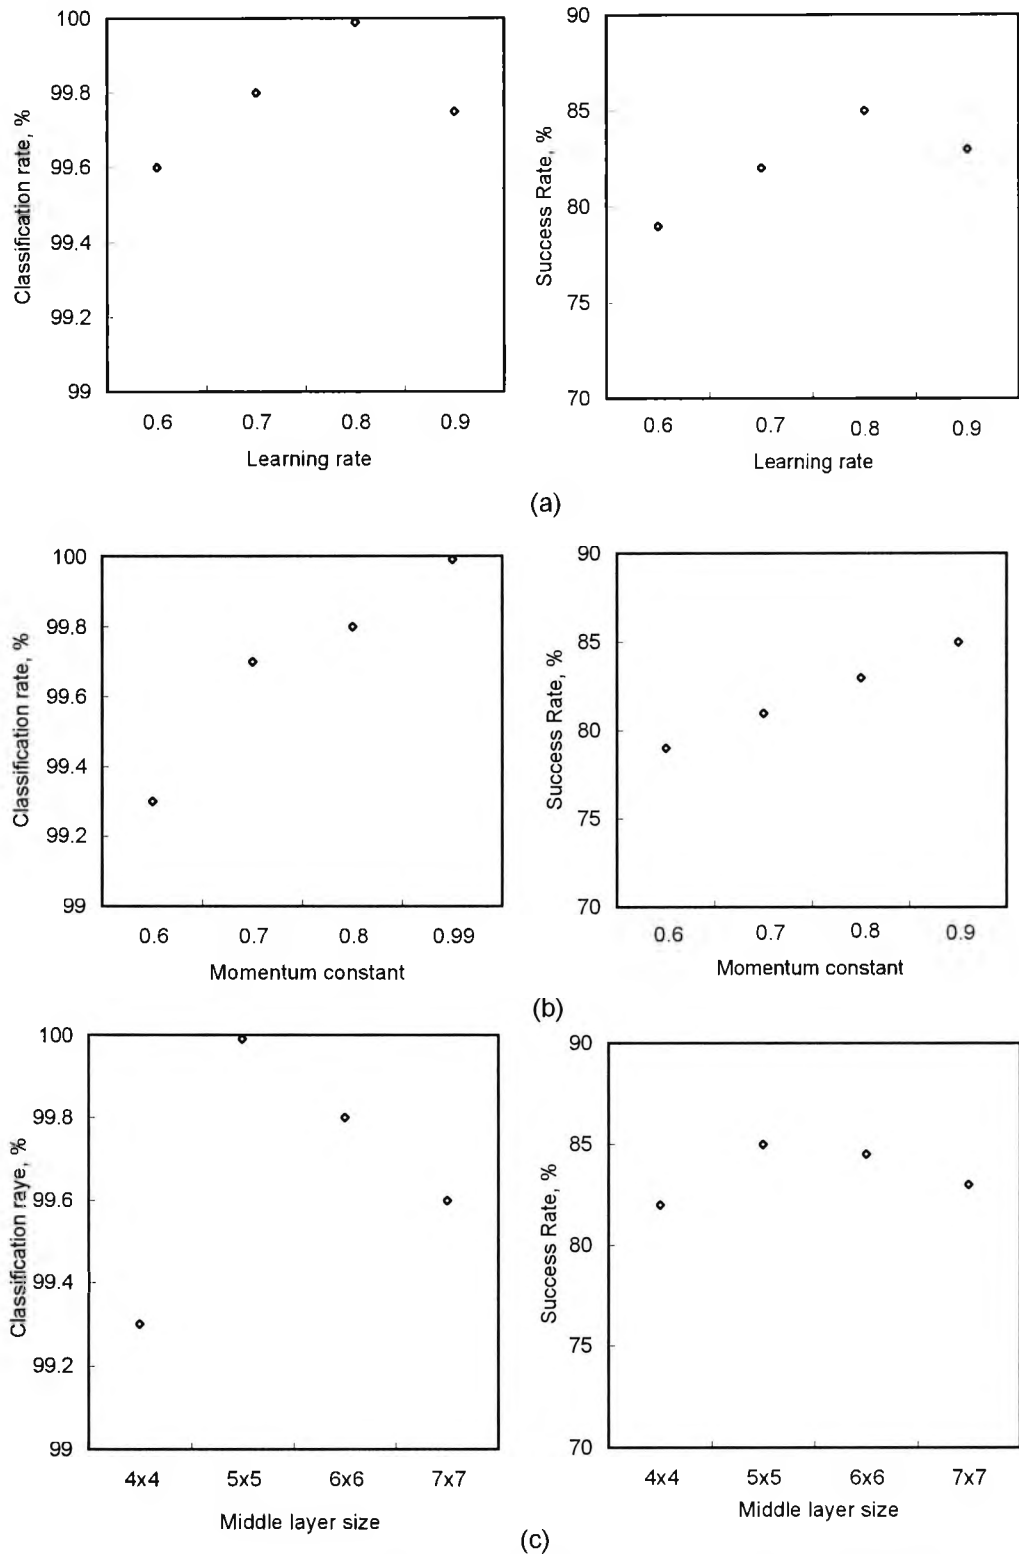 100
99.8
99.6
99.4
99.2
99
Classification rate, %
0.6 0.7 0.8 0.9
Learning rate
90
85
80
75
70
Success Rate, %
0.6 0.7 0.8 0.9
Learning rate
(a)
100
99.8
99.6
99.4
99.2
99
Classification rate, %
0.6 0.7 0.8 0.99
Momentum constant
90
85
80
75
70
Success Rate, %
0.6 0.7 0.8 0.9
Momentum constant
(b)
100
99.8
99.6
99.4
99.2
99
Classification raye, %
4x4 5x5 6x6 7x7
Middle layer size
90
85
80
75
70
Success Rate, %
4x4 5x5 6x6 7x7
Middle layer size
(c)